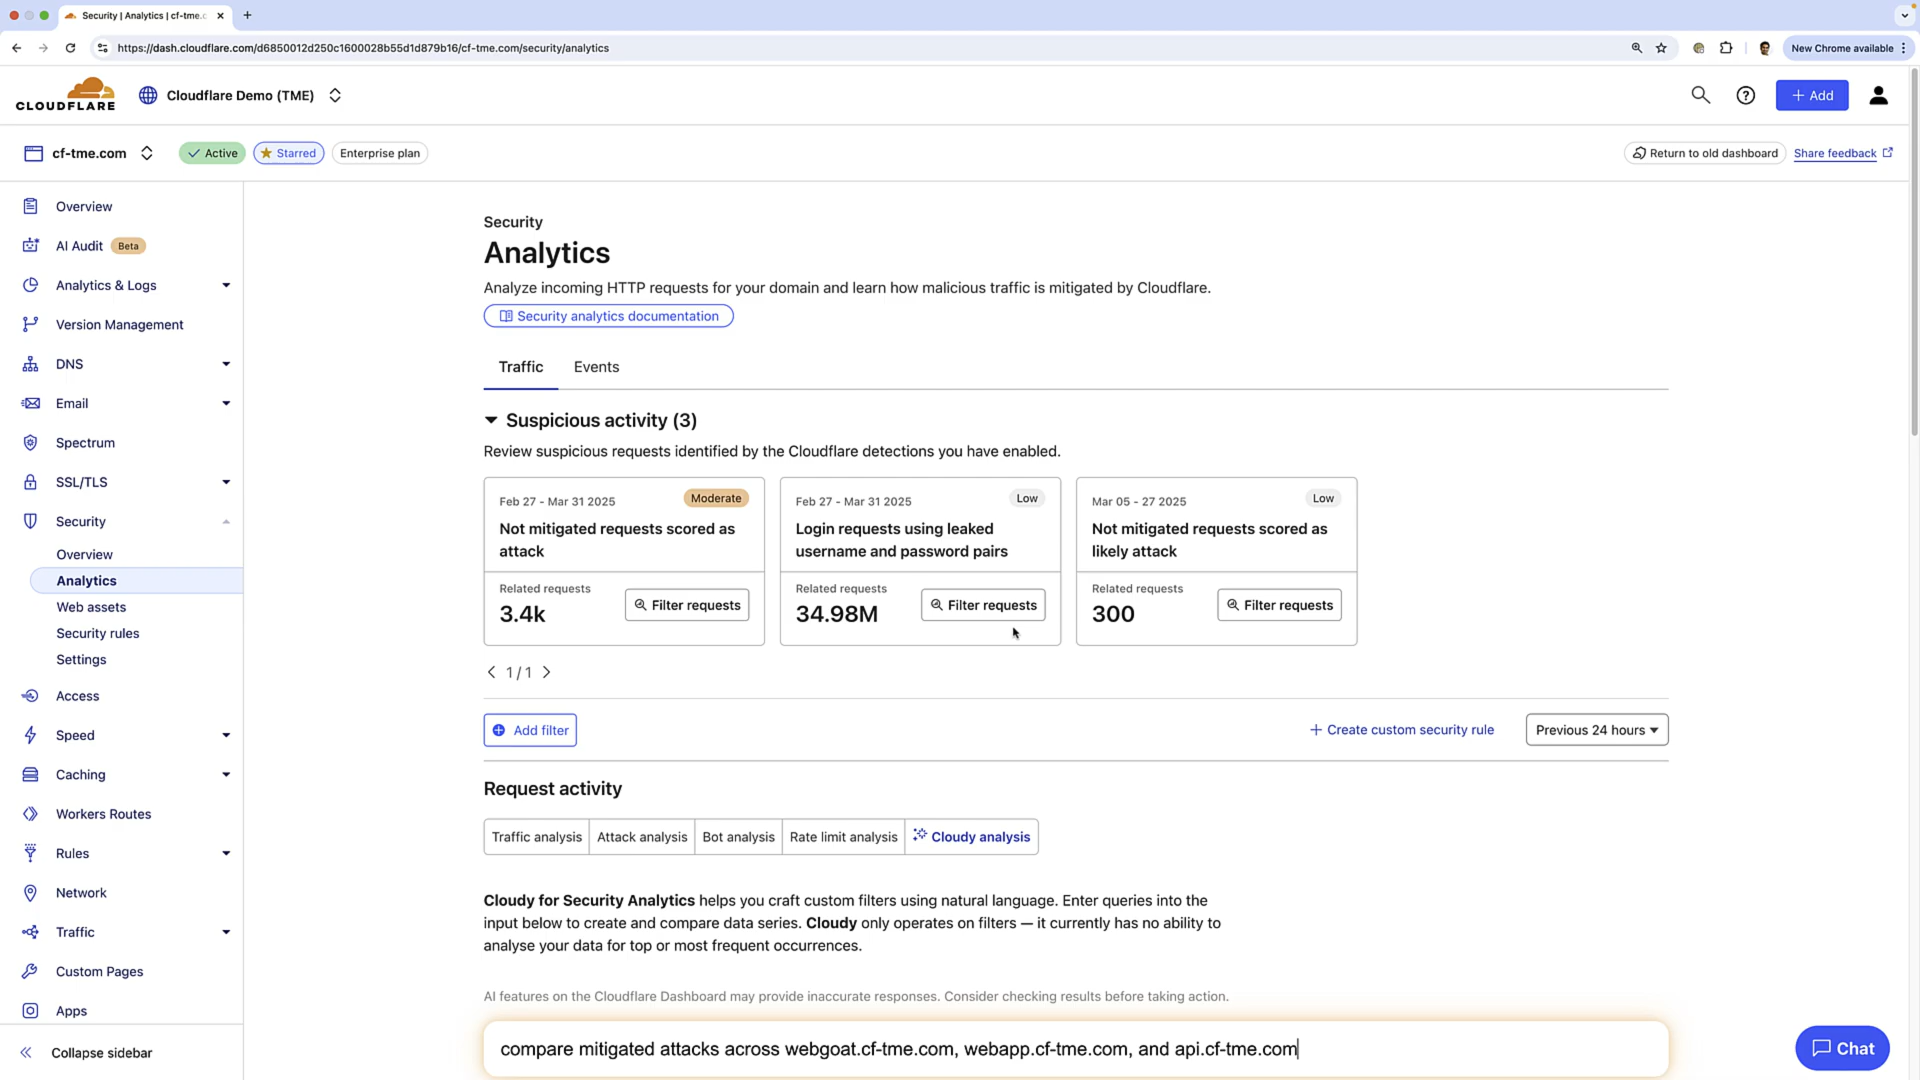 Security | Analytics | cf-tme.c
https://dash.cloudflare.com/d6850012d250c1600028b55d1d879b16/cf-tme.com/security/analytics
New Chrome available
CLOUDFLARE
Cloudflare Demo (TME)
+ Add
cf-tme.com
Active
Starred
Enterprise plan
Return to old dashboard
Share feedback
Overview
AI Audit Beta
Analytics & Logs
Version Management
DNS
Email
Spectrum
SSL/TLS
Security
Overview
Analytics
Web assets
Security rules
Settings
Access
Speed
Caching
Workers Routes
Rules
Network
Traffic
Custom Pages
Apps
Collapse sidebar
Security
Analytics
Analyze incoming HTTP requests for your domain and learn how malicious traffic is mitigated by Cloudflare.
Security analytics documentation
Traffic Events
Suspicious activity (3)
Review suspicious requests identified by the Cloudflare detections you have enabled.
Feb 27 - Mar 31 2025 Moderate
Not mitigated requests scored as
attack
Related requests
3.4k
Filter requests
Feb 27 - Mar 31 2025 Low
Login requests using leaked
username and password pairs
Related requests
34.98M
Filter requests
Mar 05 - 27 2025 Low
Not mitigated requests scored as
likely attack
Related requests
300
Filter requests
1 / 1
Add filter
+ Create custom security rule
Previous 24 hours
Request activity
Traffic analysis Attack analysis Bot analysis Rate limit analysis Cloudy analysis
Cloudy for Security Analytics helps you craft custom filters using natural language. Enter queries into the
input below to create and compare data series. Cloudy only operates on filters — it currently has no ability to
analyse your data for top or most frequent occurrences.
AI features on the Cloudflare Dashboard may provide inaccurate responses. Consider checking results before taking action.
compare mitigated attacks across webgoat.cf-tme.com, webapp.cf-tme.com, and api.cf-tme.com
Chat